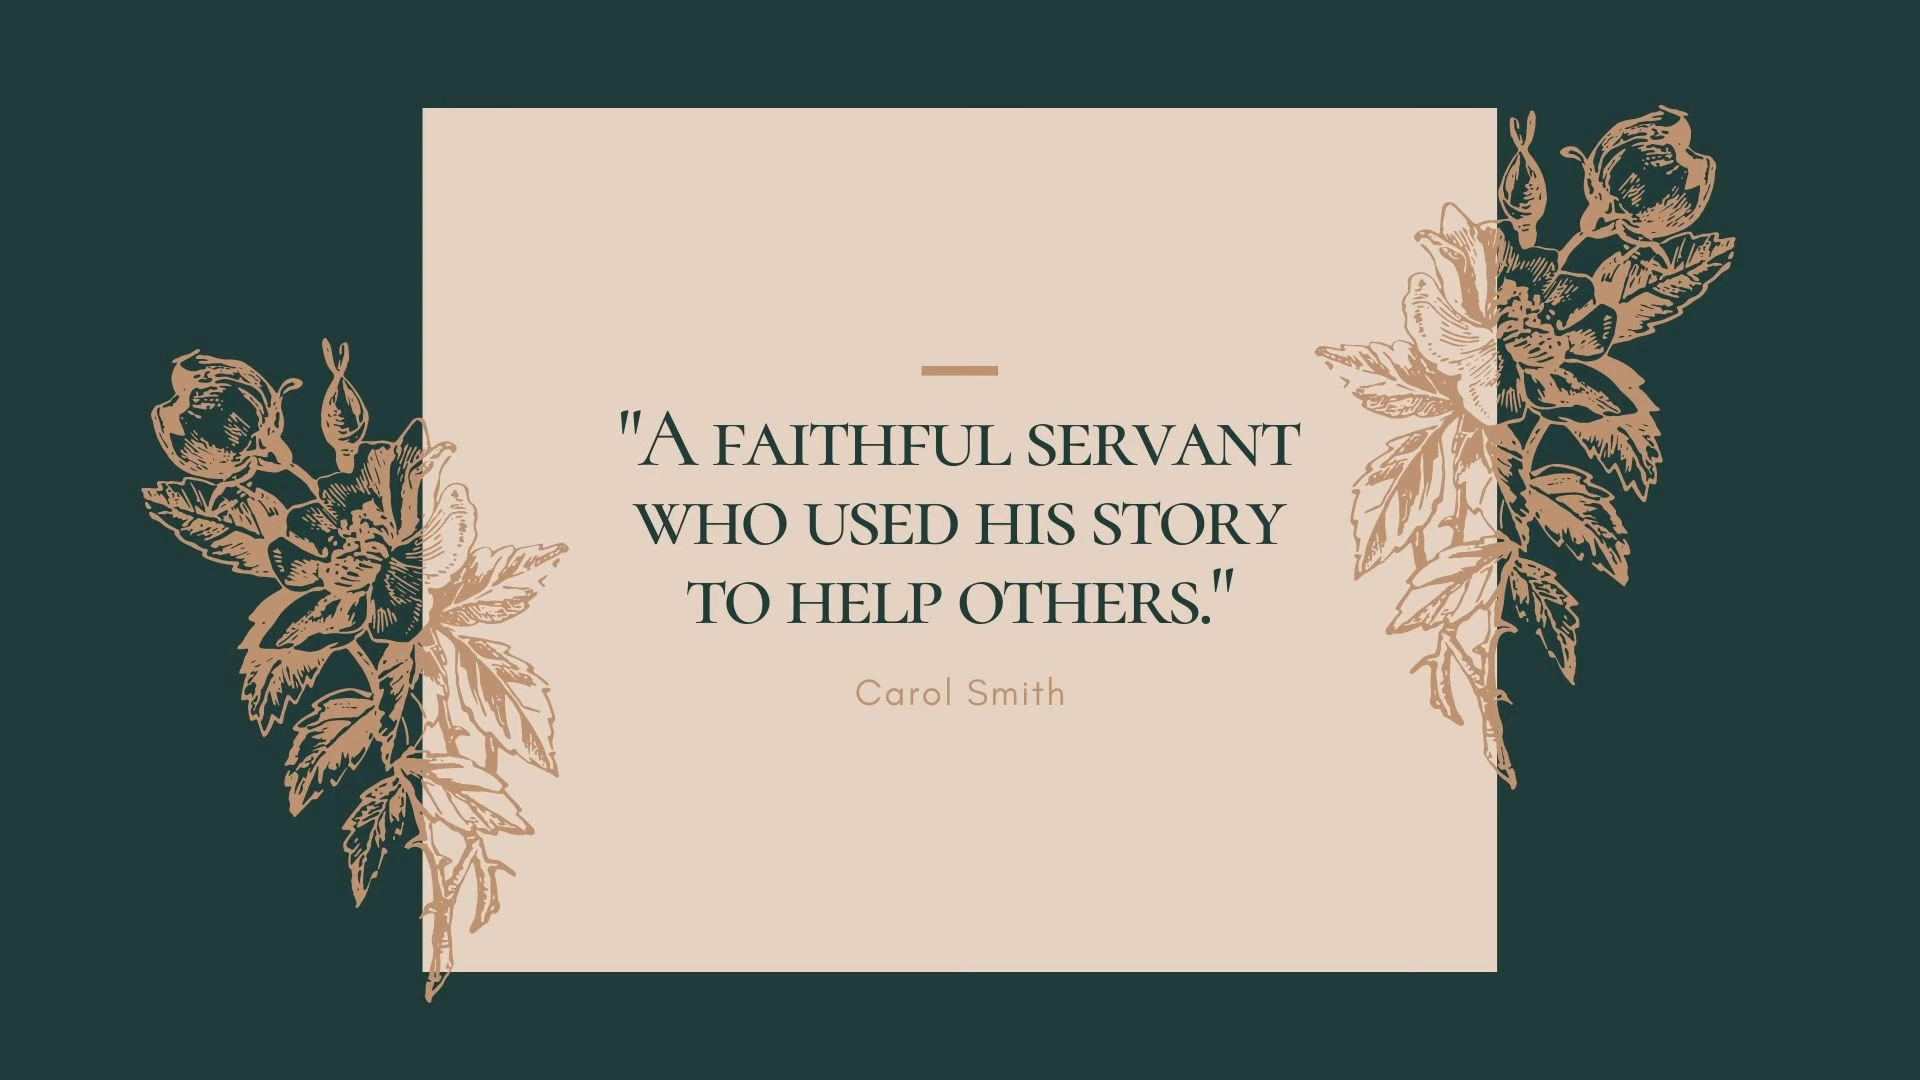 "A FAITHFUL SERVANT
WHO USED HIS STORY
TO HELP OTHERS."
Carol Smith